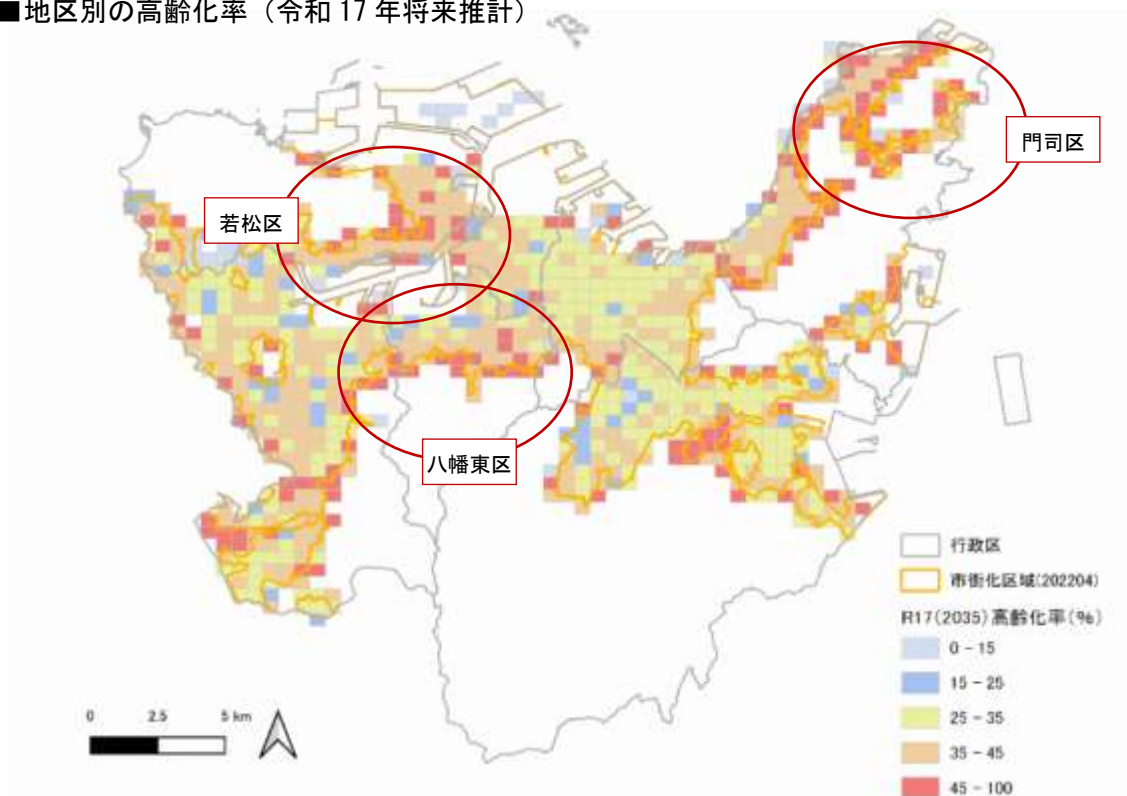 ■地区別の高齢化率（令和 17 年将来推計）
門司区
若松区
八幡東区
行政区
市街化区域(202204)
R17(2035)高齢化率(%)
0 - 15
15 - 25
25 - 35
35 - 45
45 - 100
0 2.5 5 km